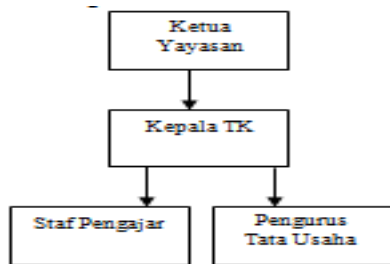 Ketua
Yayasan
Kepala TK
Staf Pengajar
Pengurus
Tata Usaha